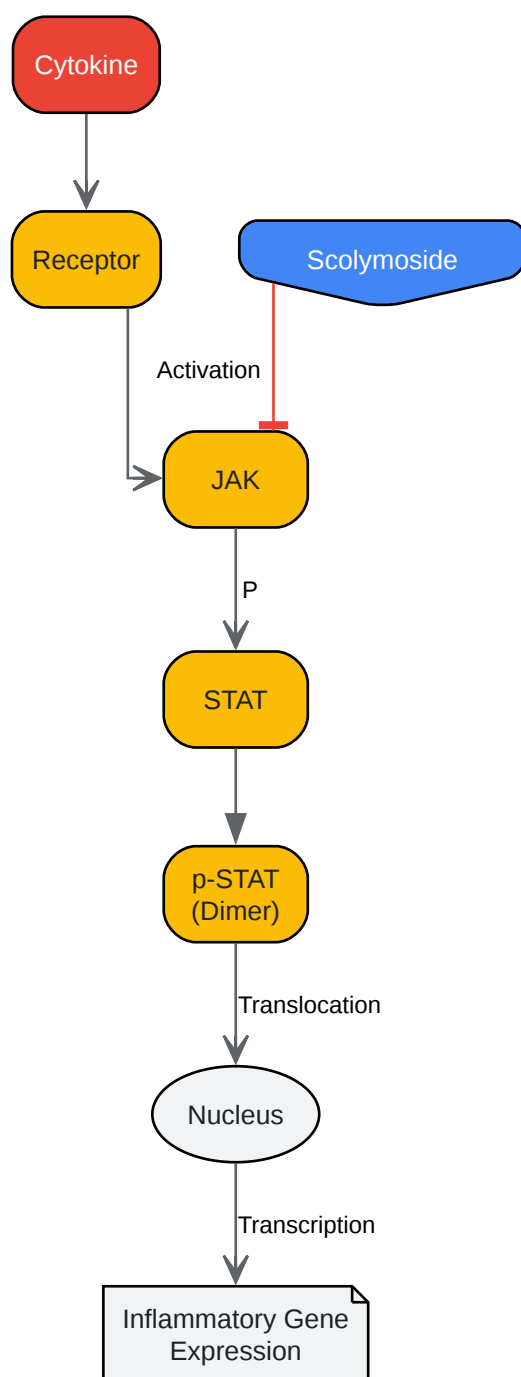 Cytokine
Receptor
Scolymoside
Activation
JAK
P
STAT
p-STAT
(Dimer)
Translocation
Nucleus
Transcription
Inflammatory Gene
Expression